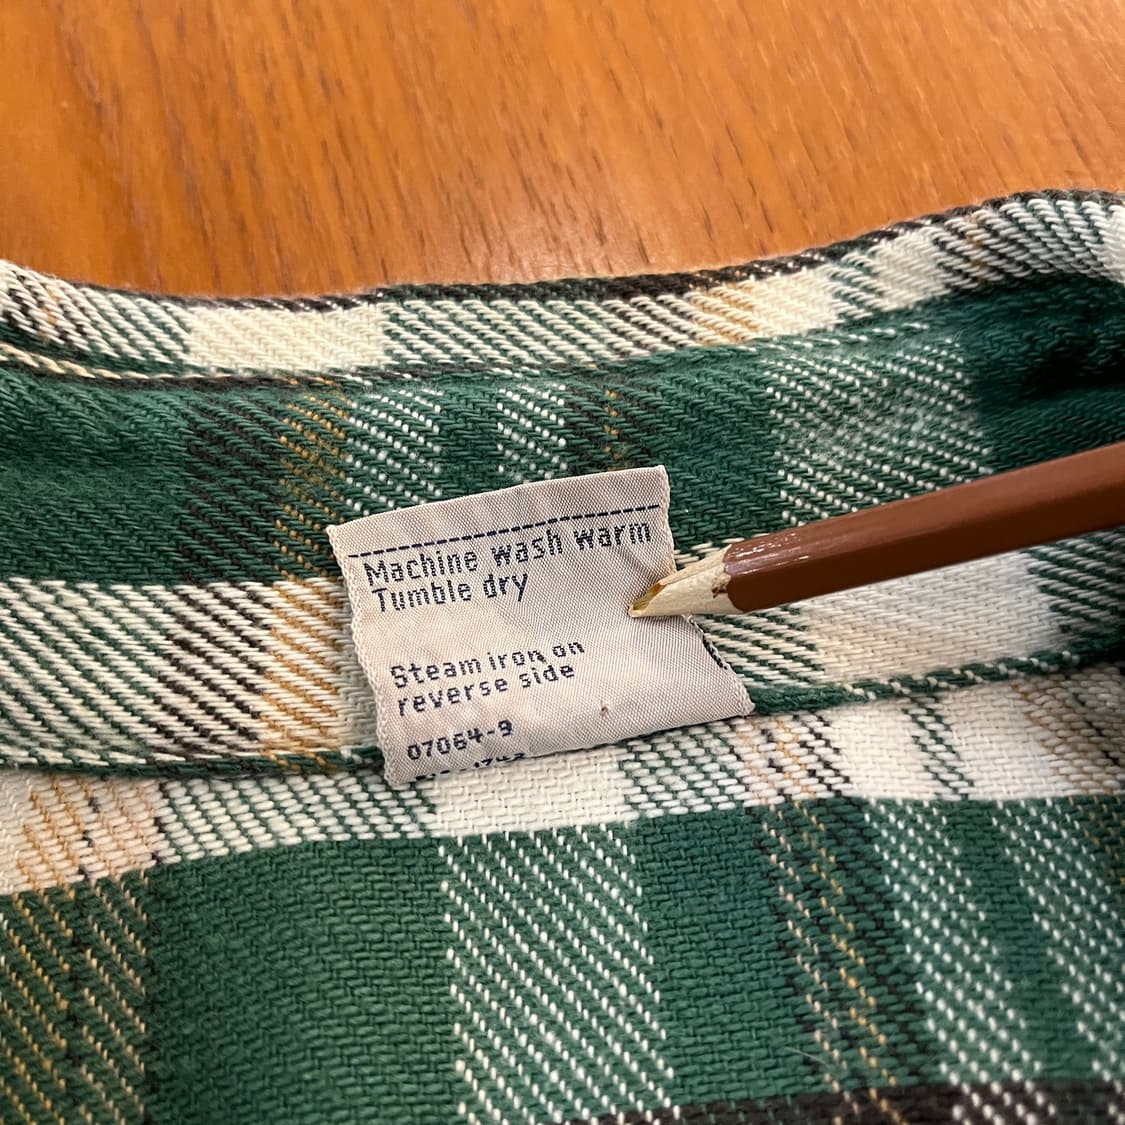 Machine wash warm
Tumble dry
Steam iron on
reverse side
07064-9